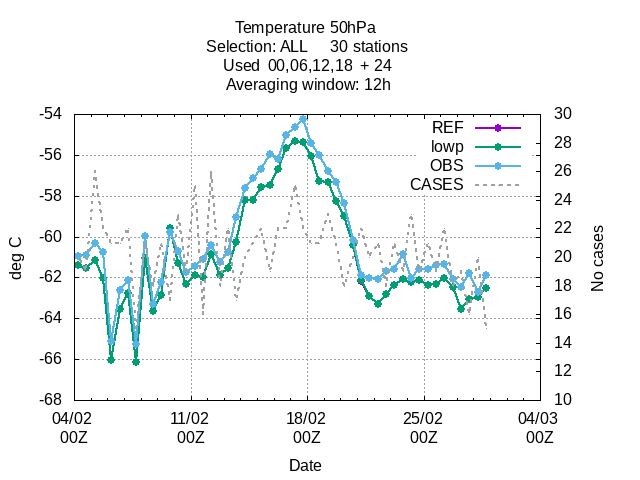 Temperature 50hPa
Selection: ALL 30 stations
Used 00,06,12,18 + 24
Averaging window: 12h
REF
lowp
OBS
CASES
-54
-56
-58
-60
-62
-64
-66
-68
deg C
30
28
26
24
22
20
18
16
14
12
10
No cases
04/02 11/02 18/02 25/02 04/03
00Z 00Z 00Z 00Z 00Z
Date